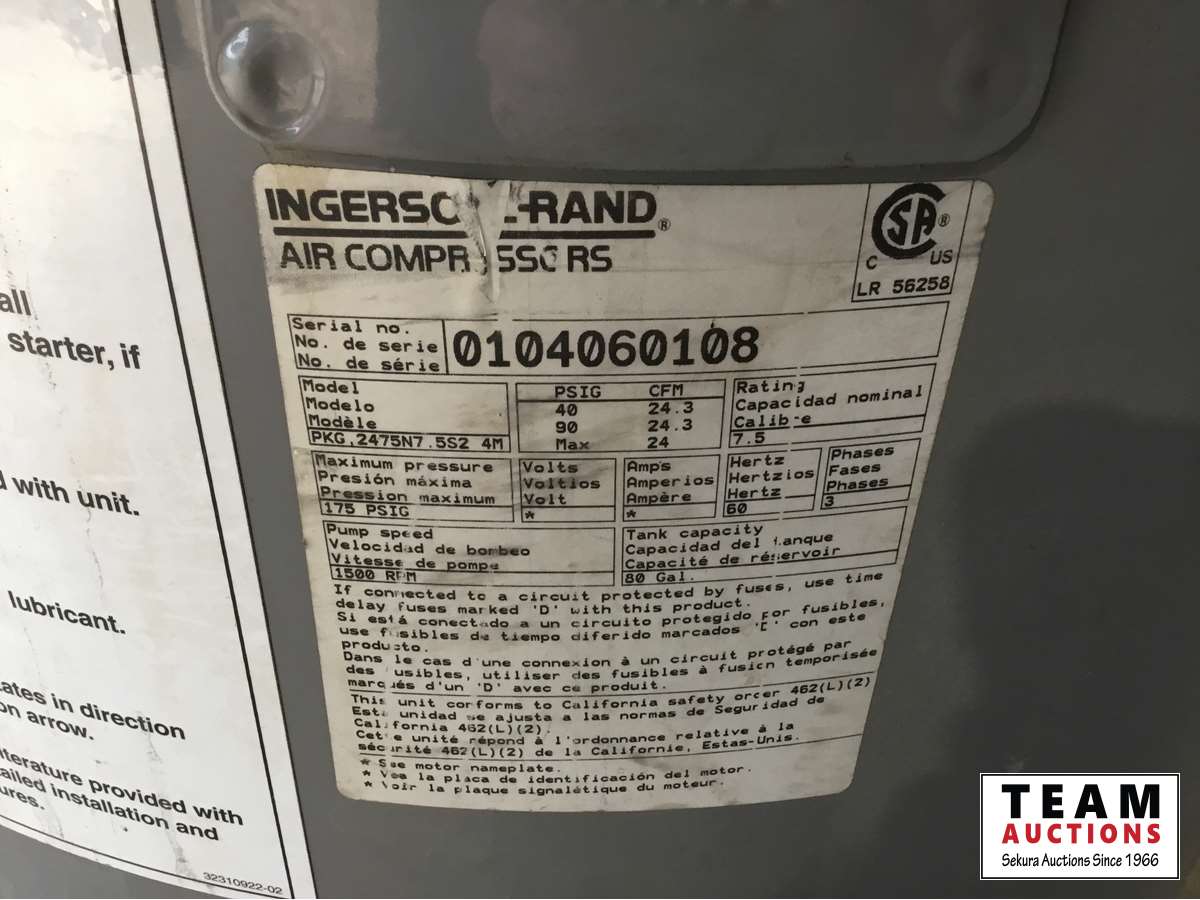 all
starter, if
with unit.
lubricant.
ates in direction
on arrow.
literature provided with
ailed installation and
ures.
32310922-02
INGERSOLL-RAND®
AIR COMPRESSORS
CSA®
C US
LR 56258
Serial no.
No. de serie
No. de série
0104060108
Model
Modelo
Modèle
PKG,2475N7.5S2 4M
PSIG CFM
40 24.3
90 24.3
Max 24
Rating
Capacidad nominal
Calibre
7.5
Maximum pressure
Presión máxima
Pression maximum
175 PSIG
Volts
Voltios
Volt
*
Amps
Amperios
Ampère
*
Hertz
Hertzios
Hertz
60
Phases
Fases
Phases
3
Pump speed
Velocidad de bombeo
Vitesse de pompe
1500 RPM
Tank capacity
Capacidad del tanque
Capacité de réservoir
80 Gal.
If connected to a circuit protected by fuses, use time
delay fuses marked 'D' with this product.
Si está conectado a un circuito protegido por fusibles,
use fusibles de tiempo diferido marcados 'D' con este
producto.
Dans le cas d'une connexion à un circuit protégé par
des fusibles, utiliser des fusibles à fusion temporisée
marqués d'un 'D' avec ce produit.
This unit conforms to California safety order 462(L)(2)
Esta unidad se ajusta a las normas de Seguridad de
California 462(L)(2).
Cette unité répond à l'ordonnance relative à la
sécurité 462(L)(2) de la Californie, Estas-Unis.
* See motor nameplate.
* Vea la placa de identificación del motor.
* Voir la plaque signalétique du moteur.
TEAM
AUCTIONS
Sekura Auctions Since 1966